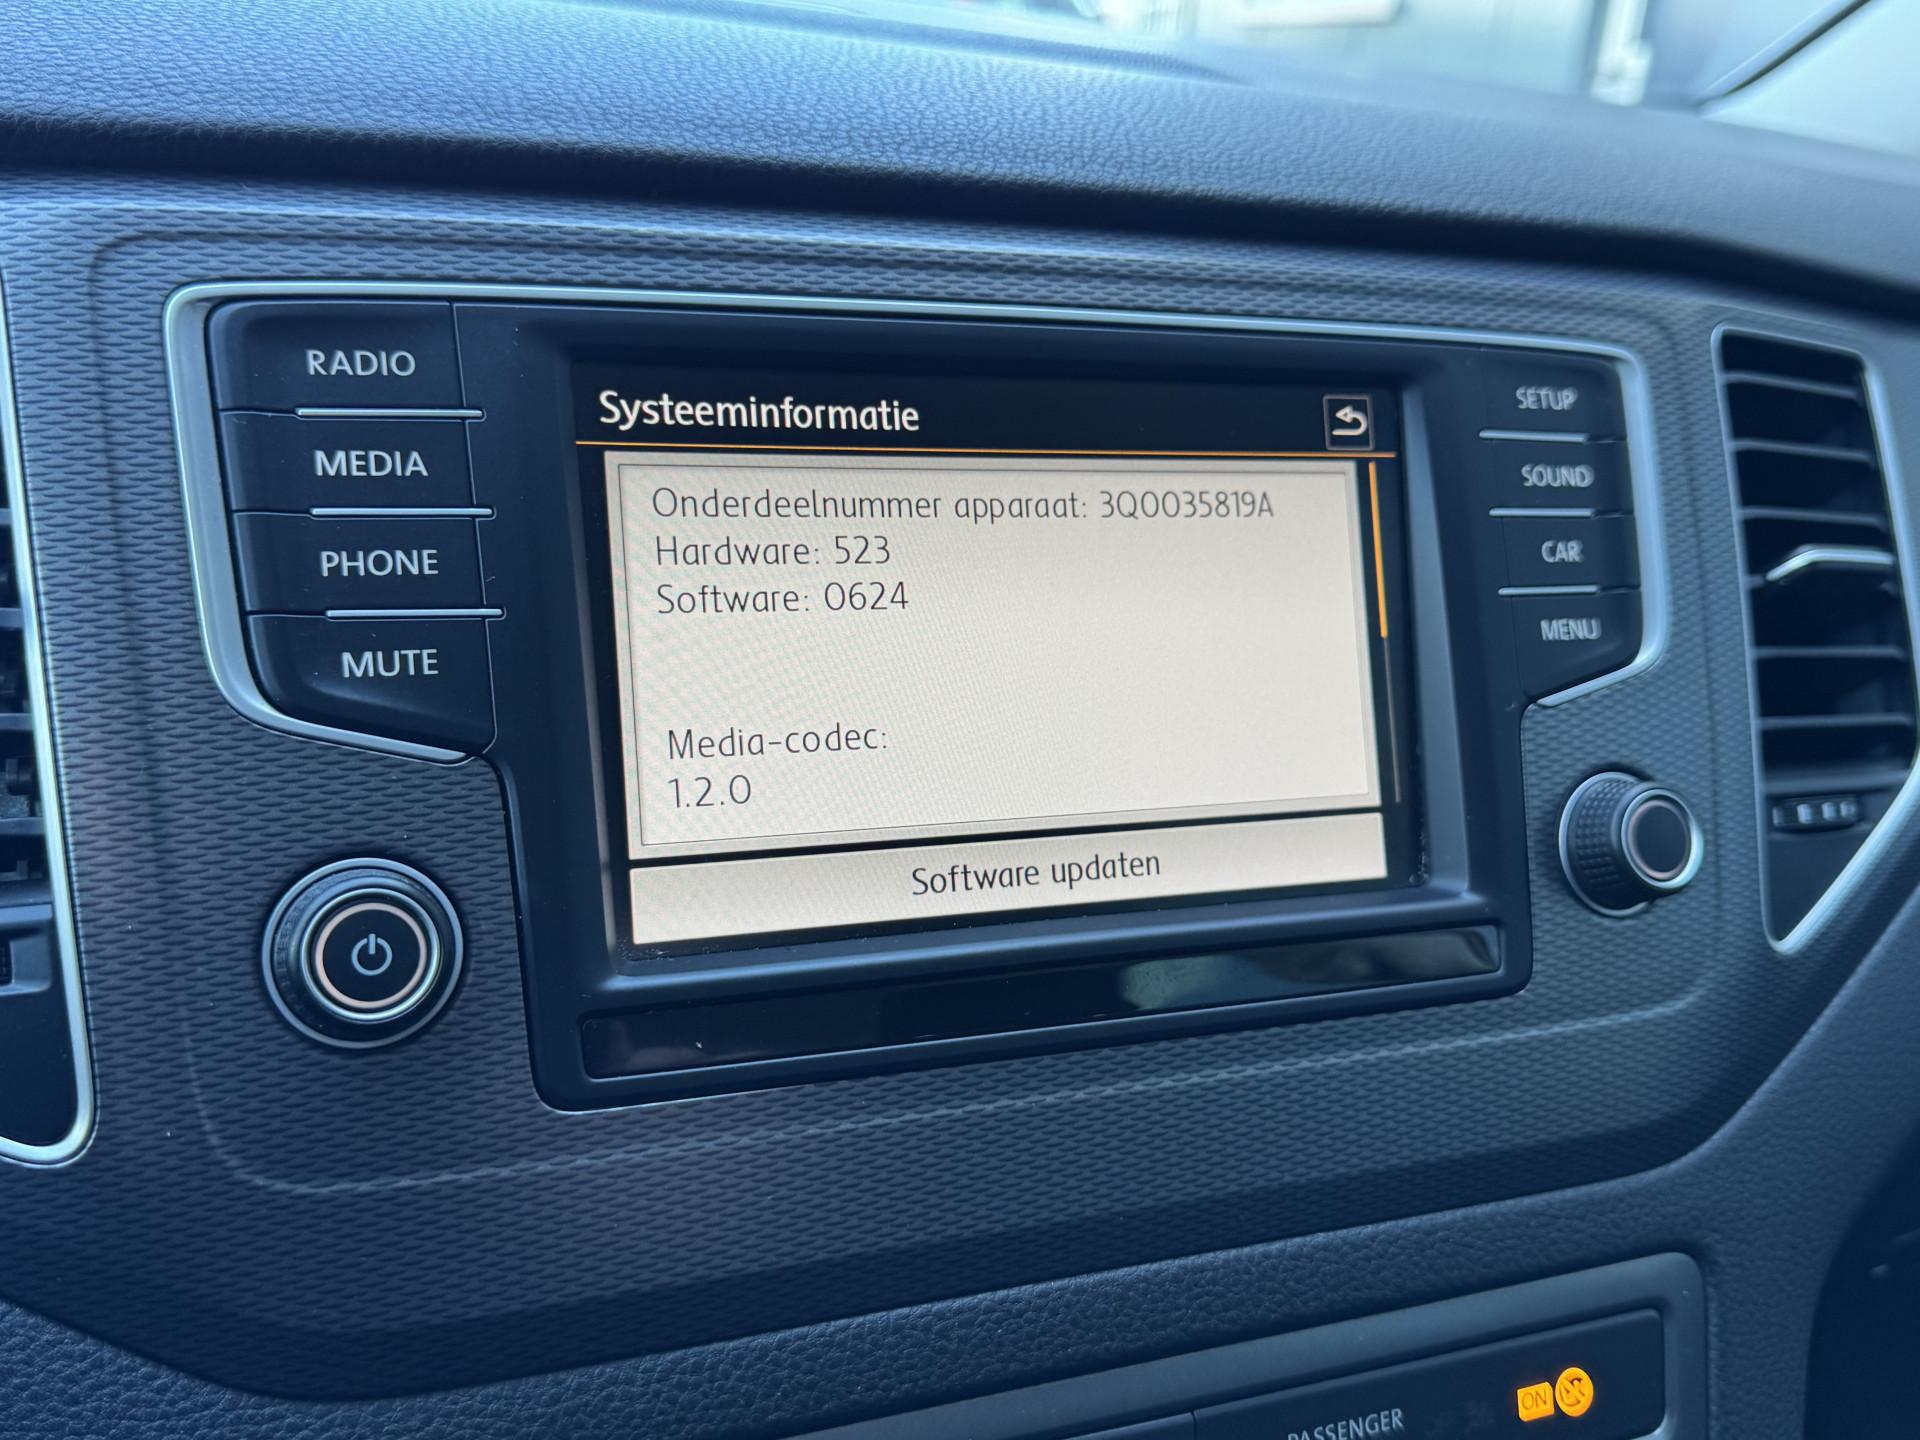 RADIO
MEDIA
PHONE
MUTE
Systeeminformatie
Onderdeelnummer apparaat: 3Q0035819A
Hardware: 523
Software: 0624
Media-codec:
1.2.0
Software updaten
SETUP
SOUND
CAR
MENU
PASSENGER
ON